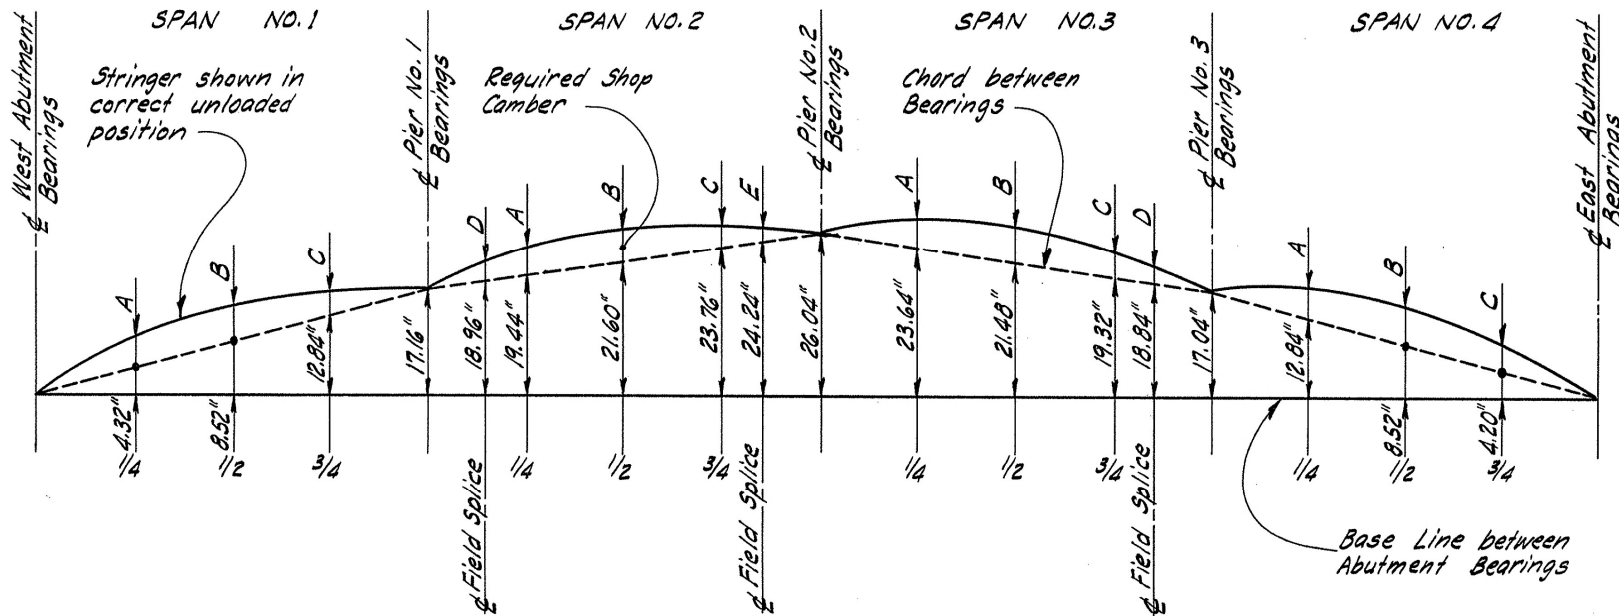 SPAN NO.1
SPAN NO.2
SPAN NO.3
SPAN NO.4
℄ West Abutment
Bearings
Stringer shown in
correct unloaded
position
℄ Pier No. 1
Bearings
Required Shop
Camber
℄ Pier No. 2
Bearings
Chord between
Bearings
℄ Pier No. 3
Bearings
℄ East Abutment
Bearings
A
B
C
D
A
B
C
E
A
B
C
D
A
B
C
4.32"
8.52"
12.84"
17.16"
18.96"
19.44"
21.60"
23.76"
24.24"
26.04"
23.64"
21.48"
19.32"
18.84"
17.04"
12.84"
8.52"
4.20"
1/4
1/2
3/4
1/4
1/2
3/4
1/4
1/2
3/4
1/4
1/2
3/4
℄ Field Splice
℄ Field Splice
℄ Field Splice
Base Line between
Abutment Bearings